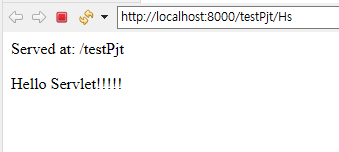 http://localhost:8000/testPjt/Hs
Served at: /testPjt
Hello Servlet!!!!!